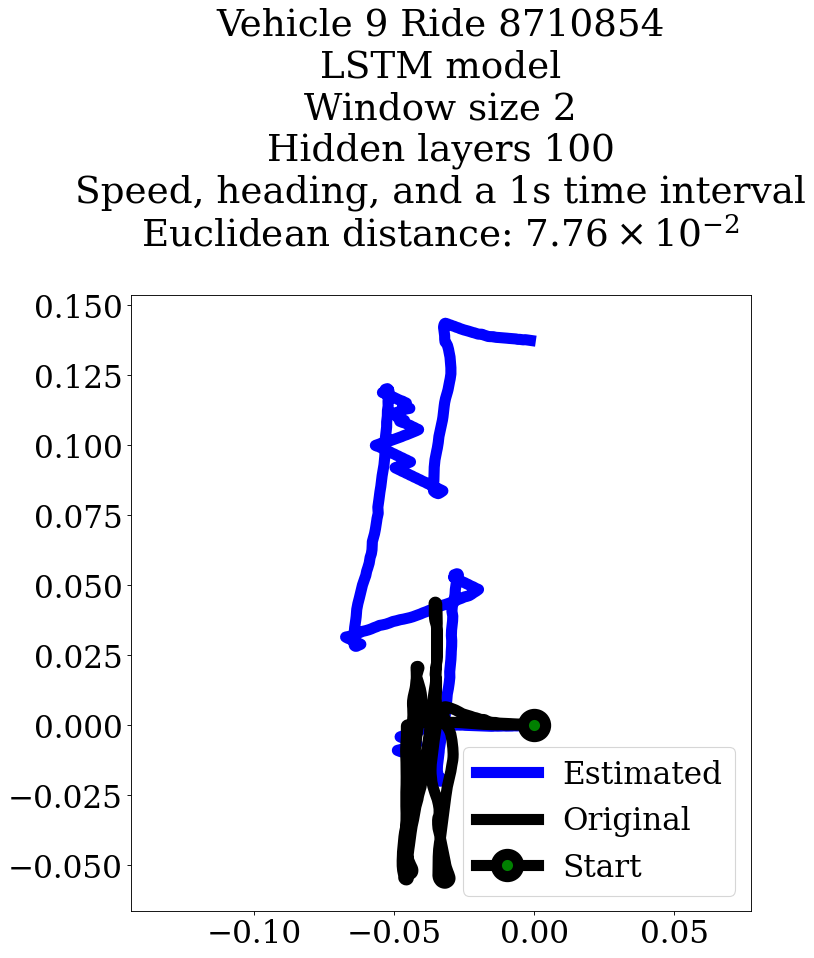 Vehicle 9 Ride 8710854
LSTM model
Window size 2
Hidden layers 100
Speed, heading, and a 1s time interval
Euclidean distance: 7.76 × 10⁻²
0.150
0.125
0.100
0.075
0.050
0.025
0.000
−0.025
−0.050
Estimated
Original
Start
−0.10
−0.05
0.00
0.05